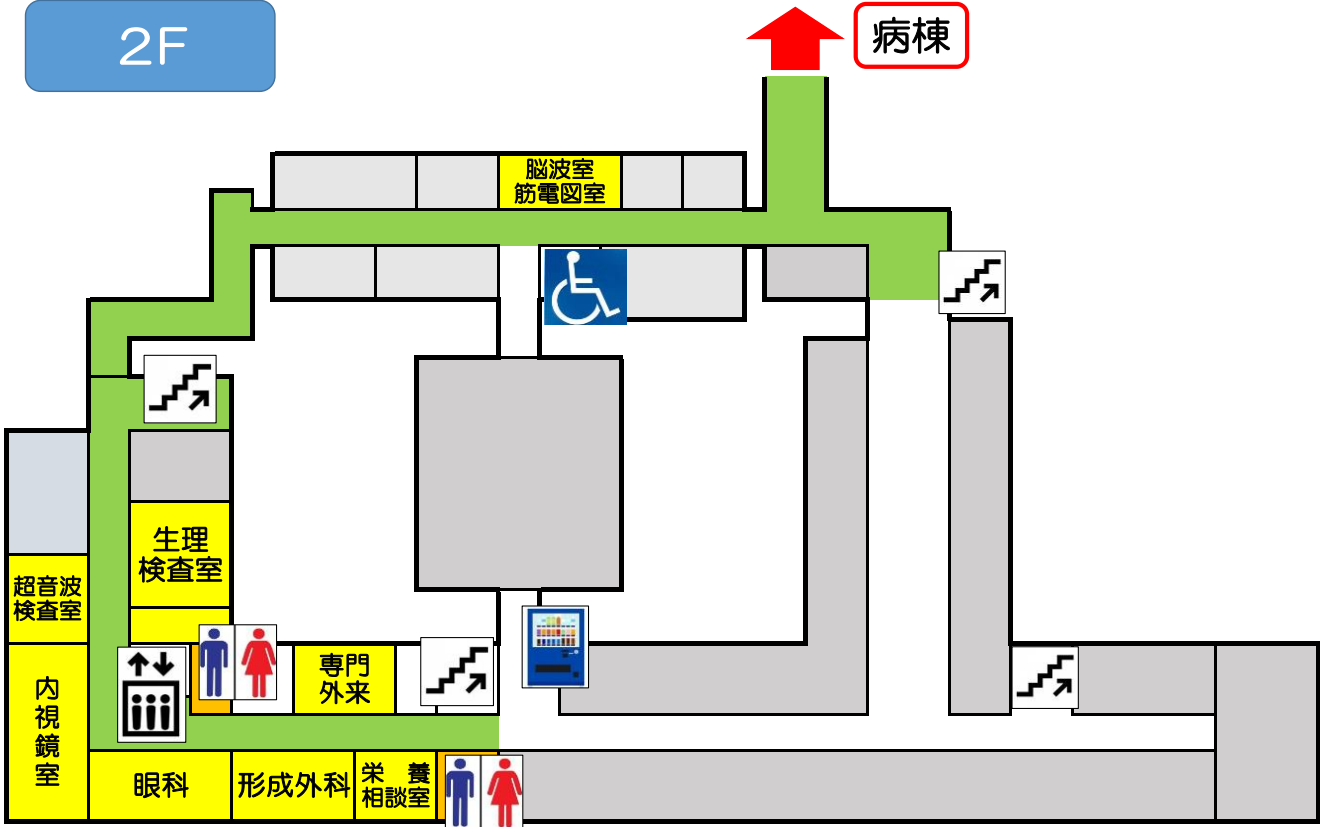 2F
病棟
脳波室
筋電図室
生理
検査室
超音波
検査室
内
視
鏡
室
専門
外来
眼科
形成外科
栄 養
相談室